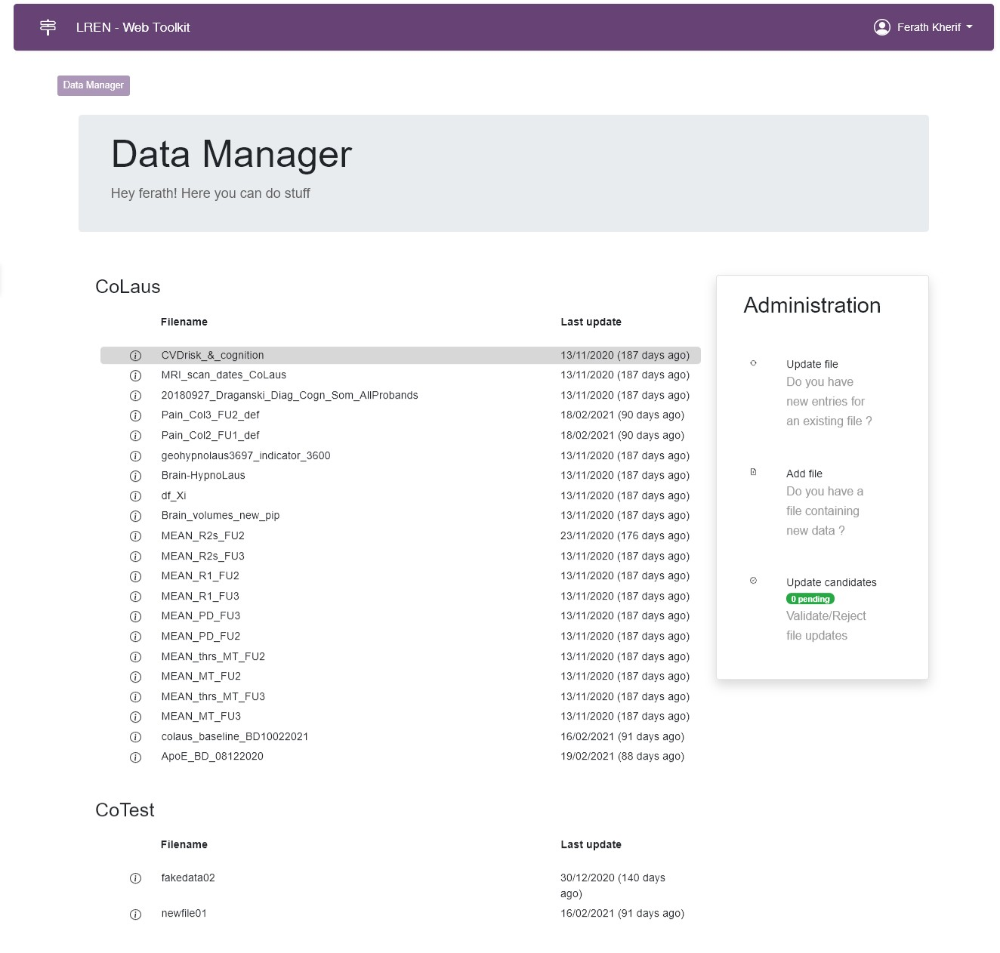 LREN - Web Toolkit
Ferath Kherif
Data Manager
Data Manager
Hey ferath! Here you can do stuff
CoLaus
Filename Last update
CVDrisk_&_cognition 13/11/2020 (187 days ago)
MRI_scan_dates_CoLaus 13/11/2020 (187 days ago)
20180927_Draganski_Diag_Cogn_Som_AllProbands 13/11/2020 (187 days ago)
Pain_Col3_FU2_def 18/02/2021 (90 days ago)
Pain_Col2_FU1_def 18/02/2021 (90 days ago)
geohypnolaus3697_indicator_3600 13/11/2020 (187 days ago)
Brain-HypnoLaus 13/11/2020 (187 days ago)
df_Xi 13/11/2020 (187 days ago)
Brain_volumes_new_pip 13/11/2020 (187 days ago)
MEAN_R2s_FU2 23/11/2020 (176 days ago)
MEAN_R2s_FU3 13/11/2020 (187 days ago)
MEAN_R1_FU2 13/11/2020 (187 days ago)
MEAN_R1_FU3 13/11/2020 (187 days ago)
MEAN_PD_FU3 13/11/2020 (187 days ago)
MEAN_PD_FU2 13/11/2020 (187 days ago)
MEAN_thrs_MT_FU2 13/11/2020 (187 days ago)
MEAN_MT_FU2 13/11/2020 (187 days ago)
MEAN_thrs_MT_FU3 13/11/2020 (187 days ago)
MEAN_MT_FU3 13/11/2020 (187 days ago)
colaus_baseline_BD10022021 16/02/2021 (91 days ago)
ApoE_BD_08122020 19/02/2021 (88 days ago)
CoTest
Filename Last update
fakedata02 30/12/2020 (140 days
ago)
newfile01 16/02/2021 (91 days ago)
Administration
Update file
Do you have
new entries for
an existing file ?
Add file
Do you have a
file containing
new data ?
Update candidates
0 pending
Validate/Reject
file updates